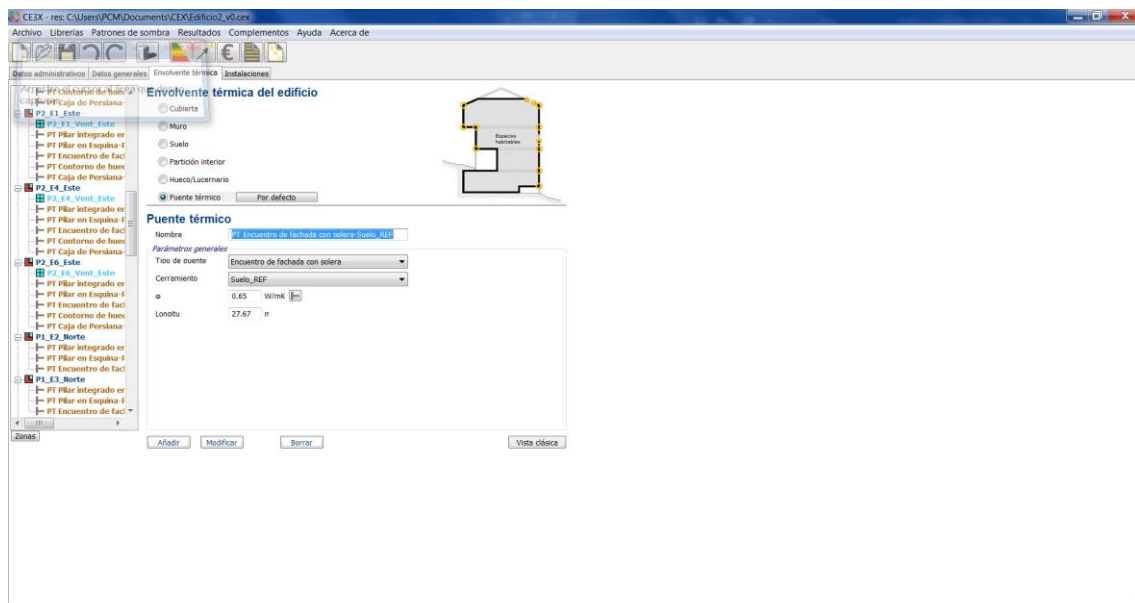 CE3X - res: C:\Users\PCM\Documents\CEX\Edificio2_v0.cex
Archivo Librerías Patrones de sombra Resultados Complementos Ayuda Acerca de
Datos administrativos Datos generales Envolvente térmica Instalaciones
PT Contorno de huec
PT Caja de Persiana-
P2_E1_Este
P2_E1_Vent_Este
PT Pilar integrado er
PT Pilar en Esquina-F
PT Encuentro de facl
PT Contorno de huec
PT Caja de Persiana-
P2_E4_Este
P2_E4_Vent_Este
PT Pilar integrado er
PT Pilar en Esquina-F
PT Encuentro de facl
PT Contorno de huec
PT Caja de Persiana-
P2_E6_Este
P2_E6_Vent_Este
PT Pilar integrado er
PT Pilar en Esquina-F
PT Encuentro de facl
PT Contorno de huec
PT Caja de Persiana-
P1_E2_Norte
PT Pilar integrado er
PT Pilar en Esquina-F
PT Encuentro de facl
P1_E3_Norte
PT Pilar integrado er
PT Pilar en Esquina-F
PT Encuentro de facl
Zonas
Envolvente térmica del edificio
Cubierta
Muro
Suelo
Partición interior
Hueco/Lucernario
Puente térmico Por defecto
Espacios
habitables
Puente térmico
Nombre PT Encuentro de fachada con solera-Suelo_REF
Parámetros generales
Tipo de puente Encuentro de fachada con solera
Cerramiento Suelo_REF
φ 0.65 W/mK
Longitu 27.67 m
Añadir Modificar Borrar Vista clásica